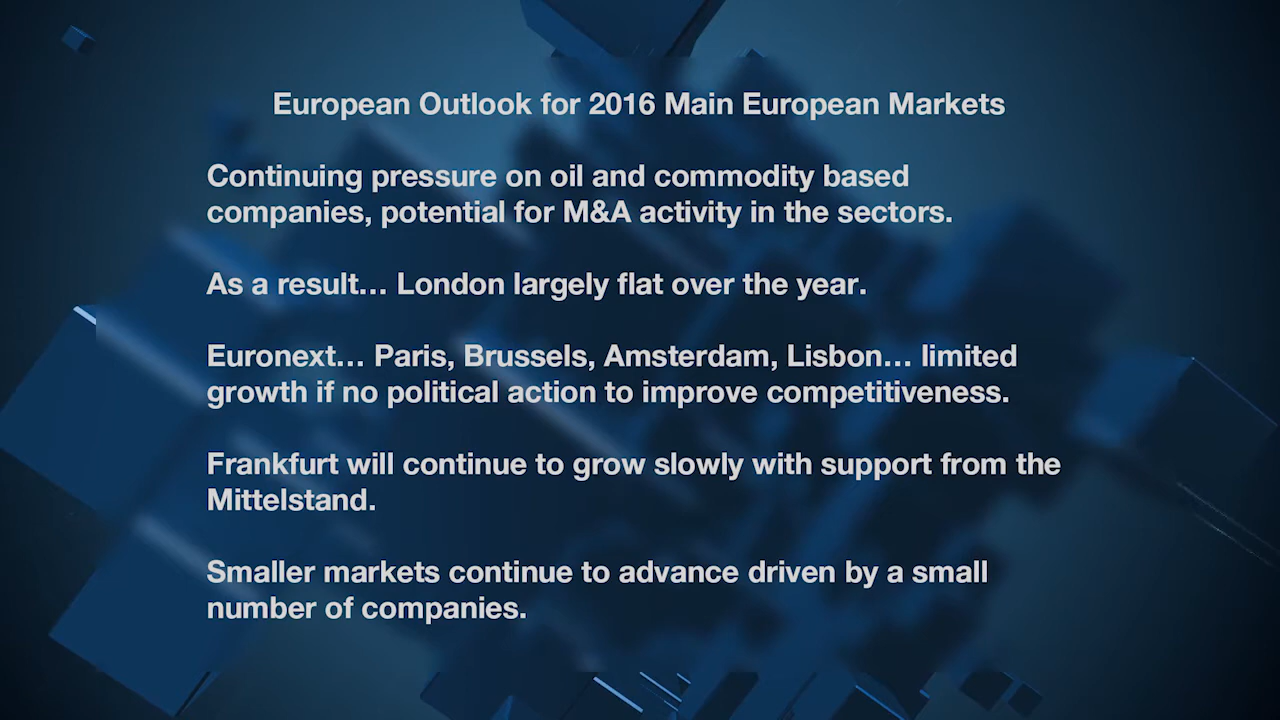 European Outlook for 2016 Main European Markets
Continuing pressure on oil and commodity based
companies, potential for M&A activity in the sectors.
As a result... London largely flat over the year.
Euronext... Paris, Brussels, Amsterdam, Lisbon... limited
growth if no political action to improve competitiveness.
Frankfurt will continue to grow slowly with support from the
Mittelstand.
Smaller markets continue to advance driven by a small
number of companies.